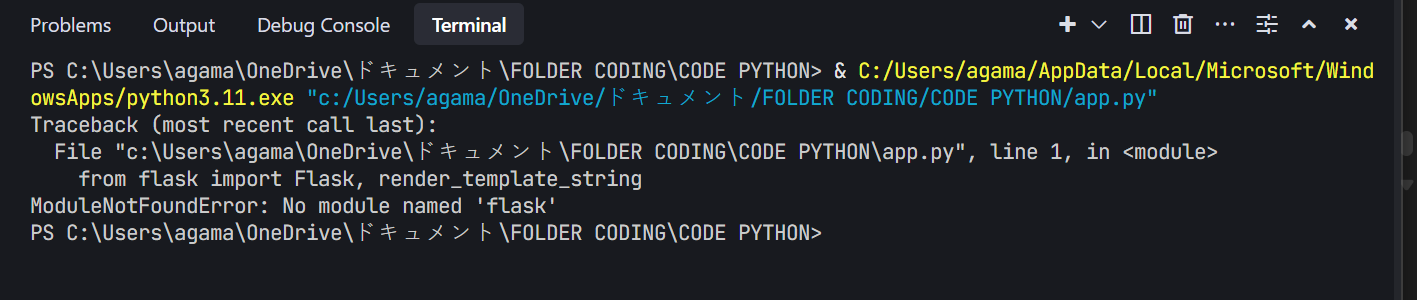 Problems Output Debug Console Terminal
PS C:\Users\agama\OneDrive\ドキュメント\FOLDER CODING\CODE PYTHON> & C:/Users/agama/AppData/Local/Microsoft/Wind
owsApps/python3.11.exe "c:/Users/agama/OneDrive/ドキュメント/FOLDER CODING/CODE PYTHON/app.py"
Traceback (most recent call last):
  File "c:\Users\agama\OneDrive\ドキュメント\FOLDER CODING\CODE PYTHON\app.py", line 1, in <module>
    from flask import Flask, render_template_string
ModuleNotFoundError: No module named 'flask'
PS C:\Users\agama\OneDrive\ドキュメント\FOLDER CODING\CODE PYTHON>